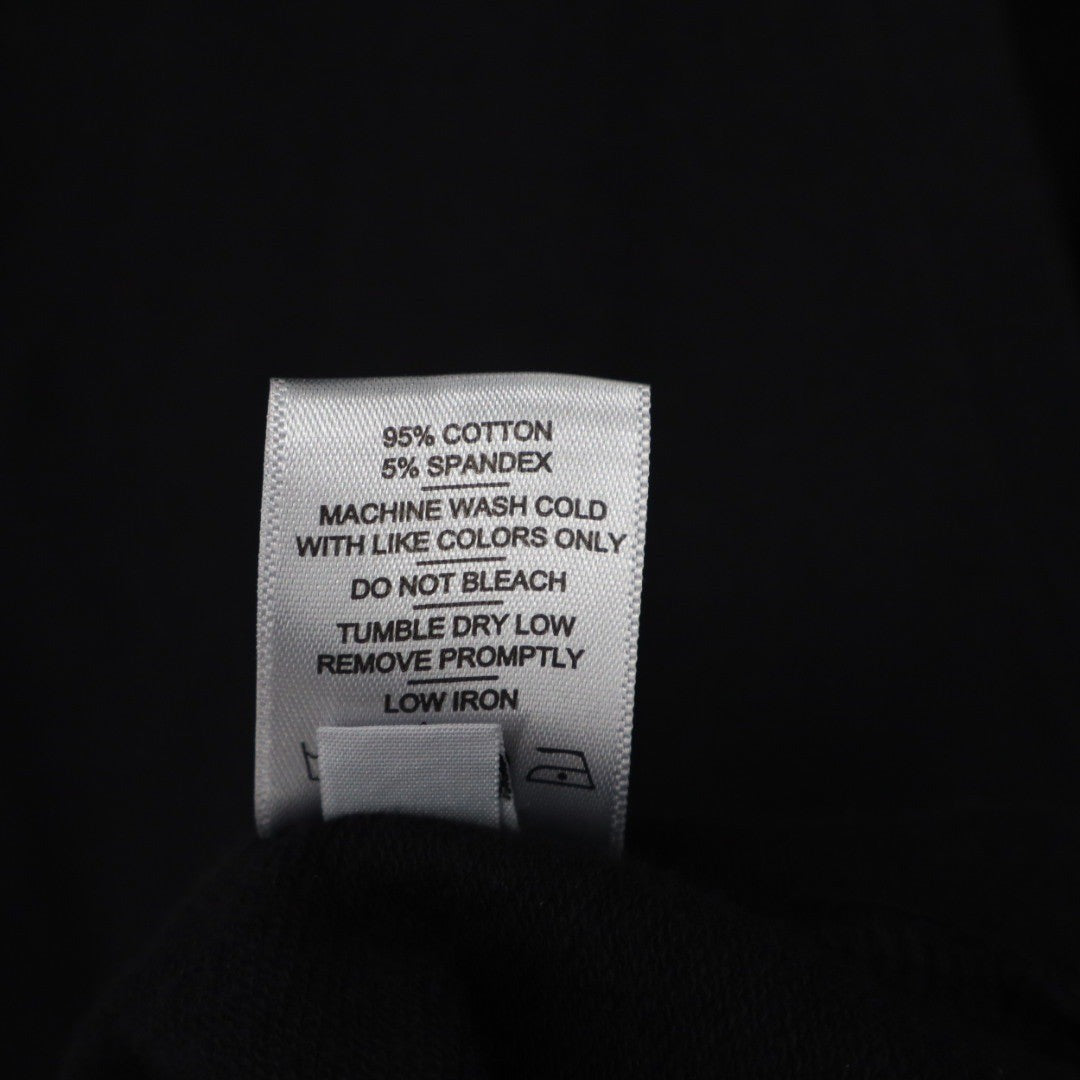 95% COTTON
5% SPANDEX
MACHINE WASH COLD
WITH LIKE COLORS ONLY
DO NOT BLEACH
TUMBLE DRY LOW
REMOVE PROMPTLY
LOW IRON